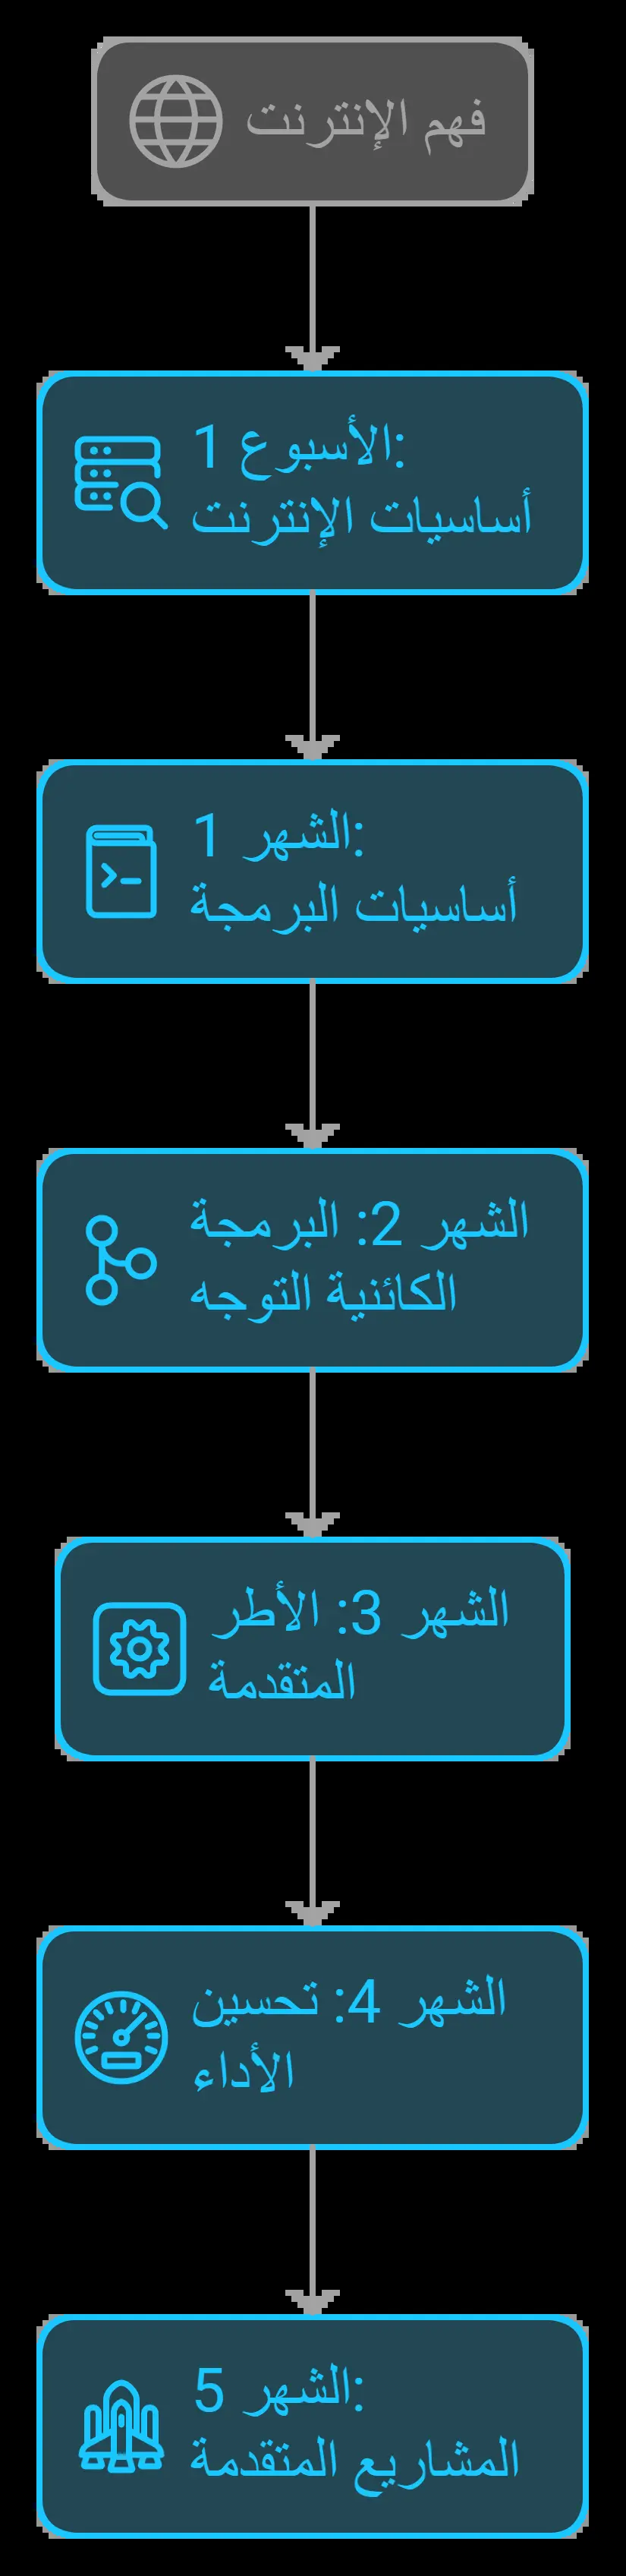 فهم الإنترنت
الأسبوع 1:
أساسيات الإنترنت
الشهر 1:
أساسيات البرمجة
الشهر 2: البرمجة
الكائنية التوجه
الشهر 3: الأطر
المتقدمة
الشهر 4: تحسين
الأداء
الشهر 5:
المشاريع المتقدمة